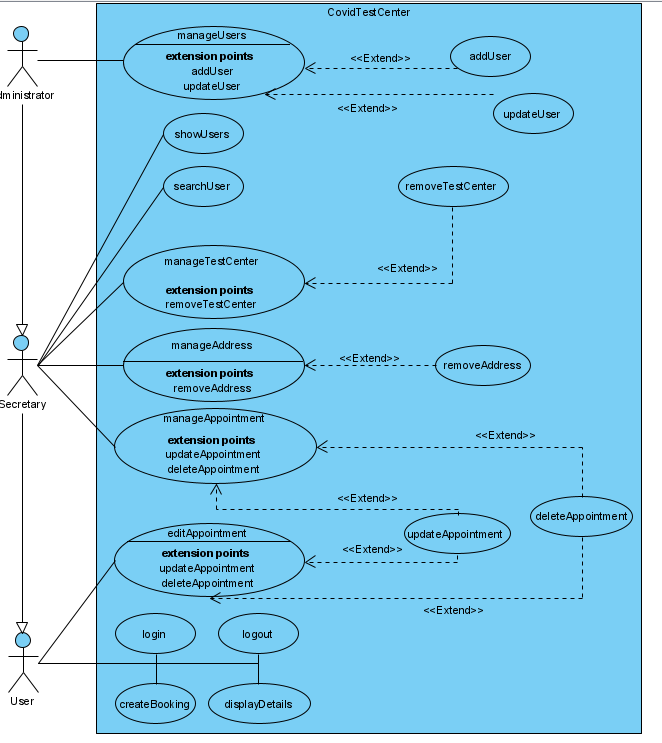 CovidTestCenter
manageUsers
extension points
addUser
updateUser
<<Extend>>
addUser
<<Extend>>
updateUser
dministrator
showUsers
searchUser
removeTestCenter
manageTestCenter
extension points
removeTestCenter
<<Extend>>
manageAddress
extension points
removeAddress
<<Extend>>
removeAddress
Secretary
manageAppointment
extension points
updateAppointment
deleteAppointment
<<Extend>>
<<Extend>>
deleteAppointment
updateAppointment
editAppointment
extension points
updateAppointment
deleteAppointment
<<Extend>>
<<Extend>>
login
logout
createBooking
displayDetails
User